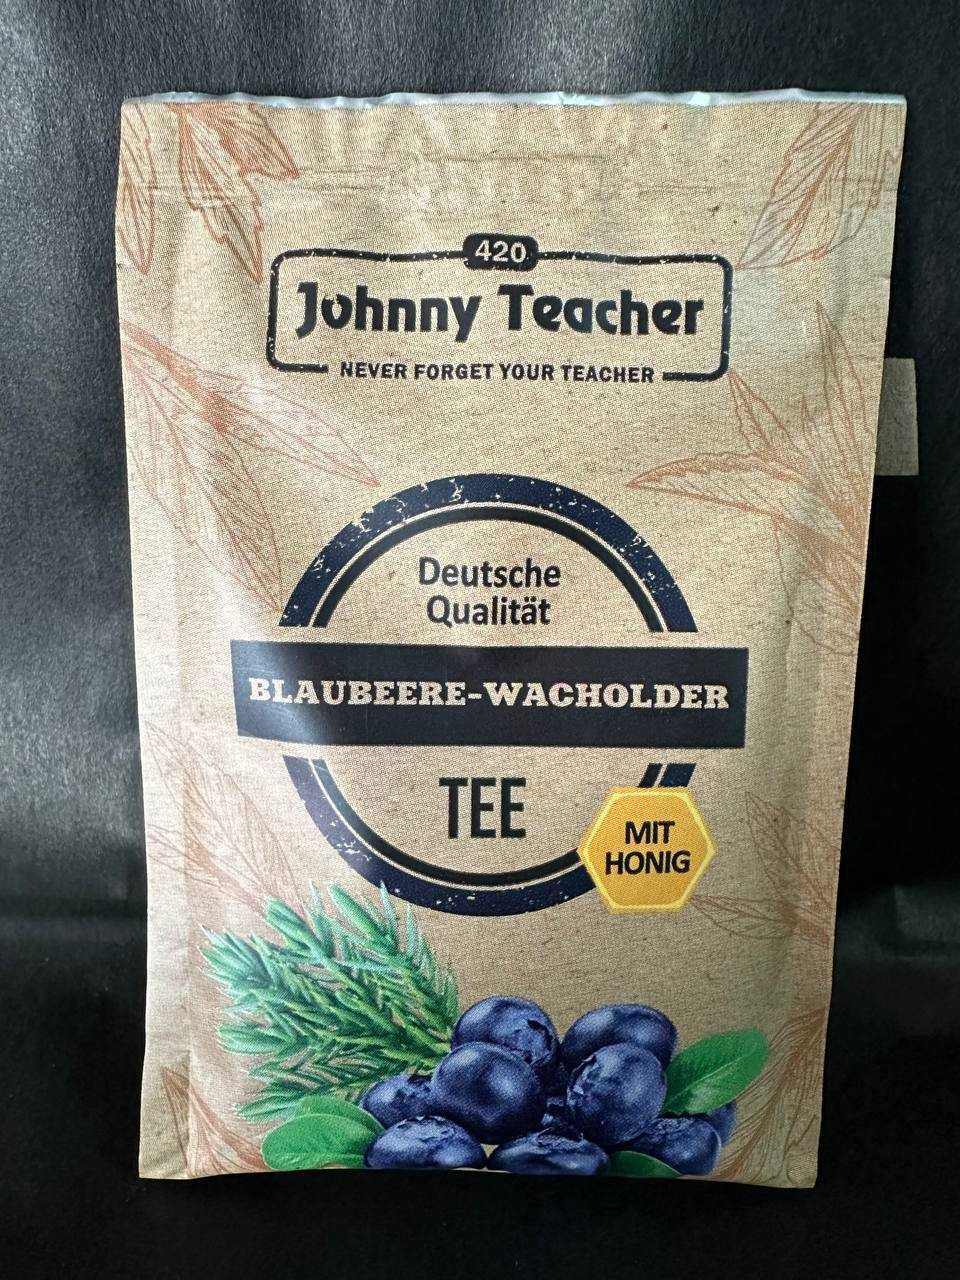 420
Johnny Teacher
NEVER FORGET YOUR TEACHER
Deutsche
Qualität
BLAUBEERE-WACHOLDER
TEE
MIT
HONIG